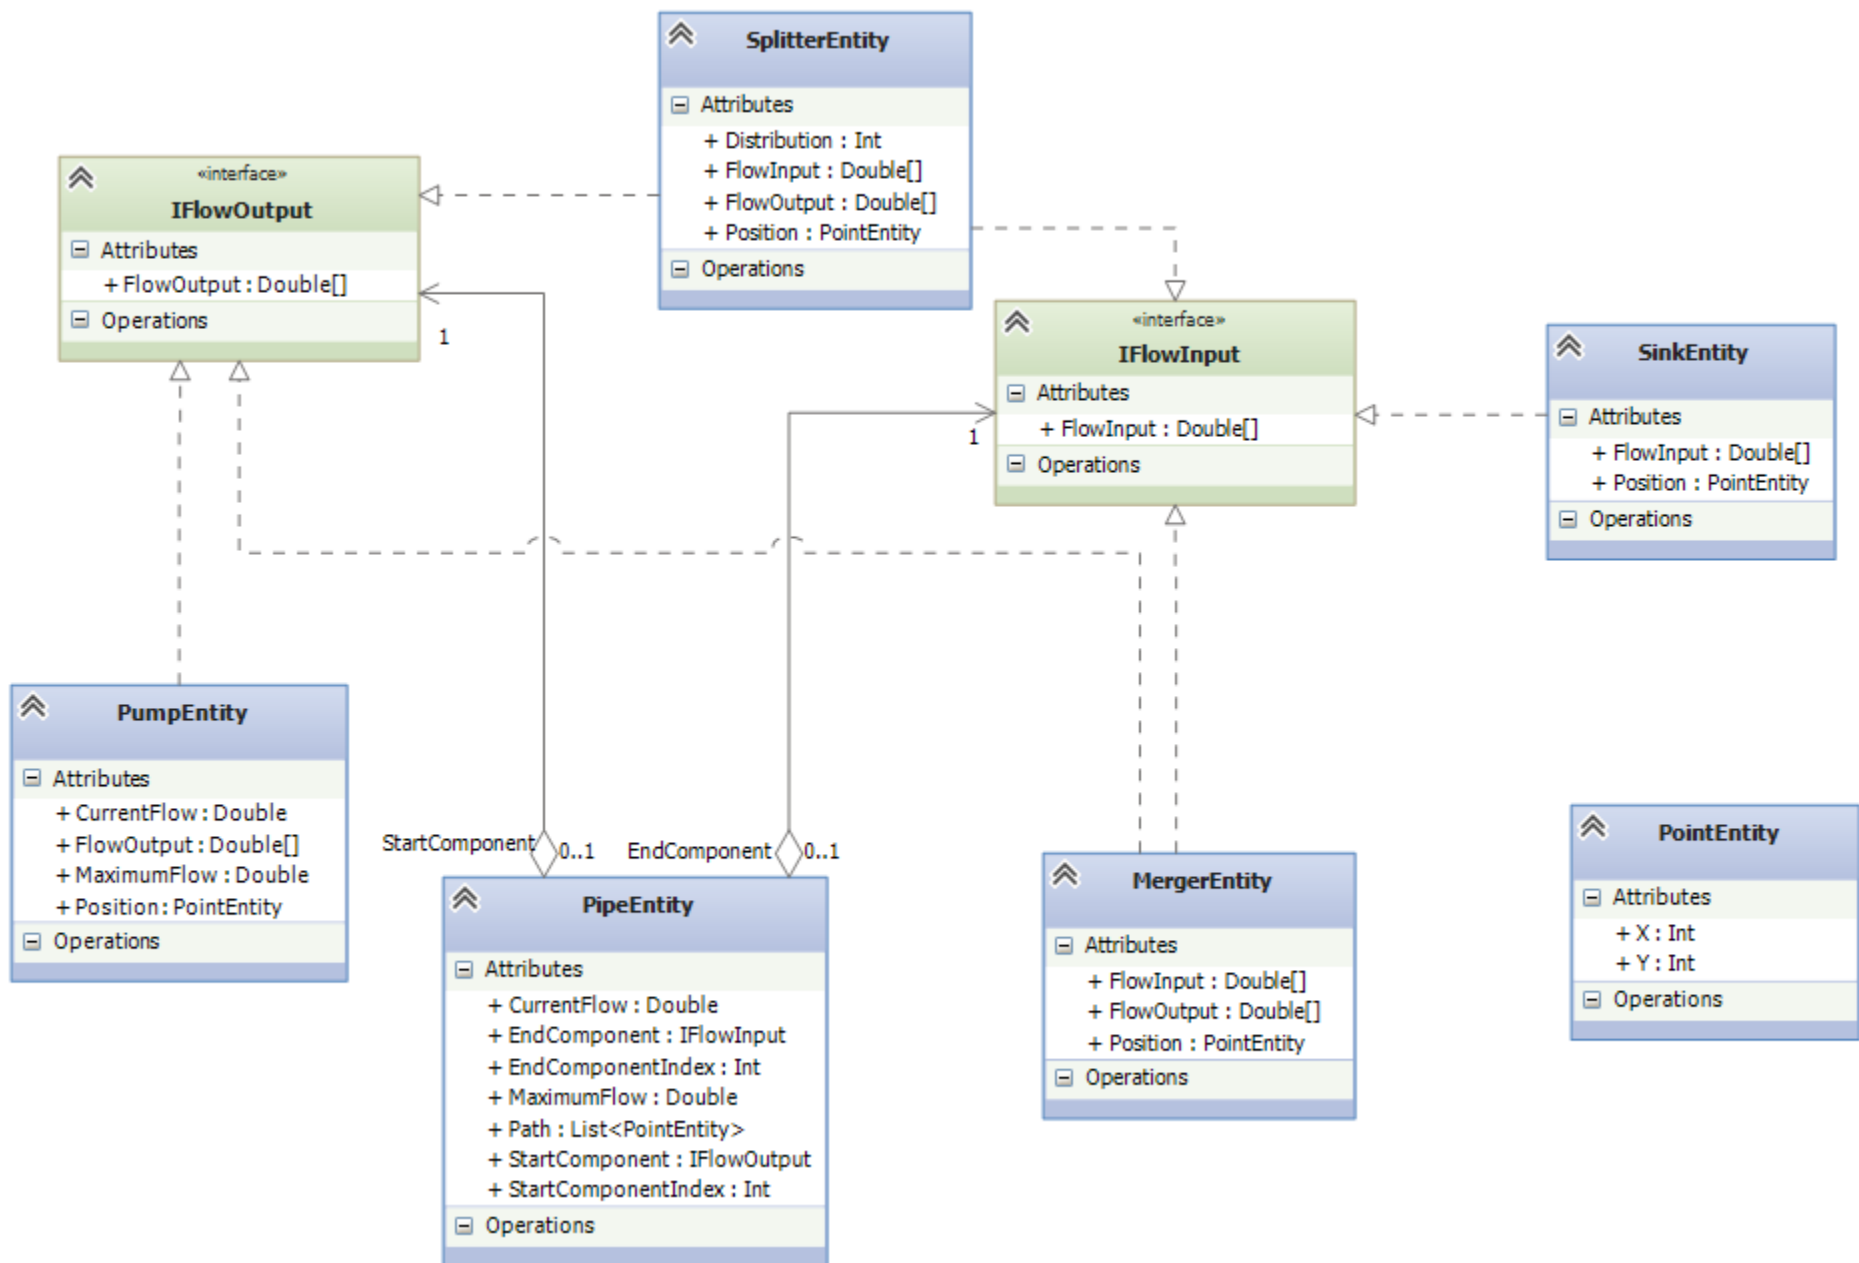 SplitterEntity
Attributes
+ Distribution : Int
+ FlowInput : Double[]
+ FlowOutput : Double[]
+ Position : PointEntity
Operations
«interface»
IFlowOutput
Attributes
+ FlowOutput : Double[]
Operations
1
«interface»
IFlowInput
Attributes
+ FlowInput : Double[]
Operations
1
SinkEntity
Attributes
+ FlowInput : Double[]
+ Position : PointEntity
Operations
PumpEntity
Attributes
+ CurrentFlow : Double
+ FlowOutput : Double[]
+ MaximumFlow : Double
+ Position : PointEntity
Operations
StartComponent
0..1
EndComponent
0..1
PipeEntity
Attributes
+ CurrentFlow : Double
+ EndComponent : IFlowInput
+ EndComponentIndex : Int
+ MaximumFlow : Double
+ Path : List<PointEntity>
+ StartComponent : IFlowOutput
+ StartComponentIndex : Int
Operations
MergerEntity
Attributes
+ FlowInput : Double[]
+ FlowOutput : Double[]
+ Position : PointEntity
Operations
PointEntity
Attributes
+ X : Int
+ Y : Int
Operations